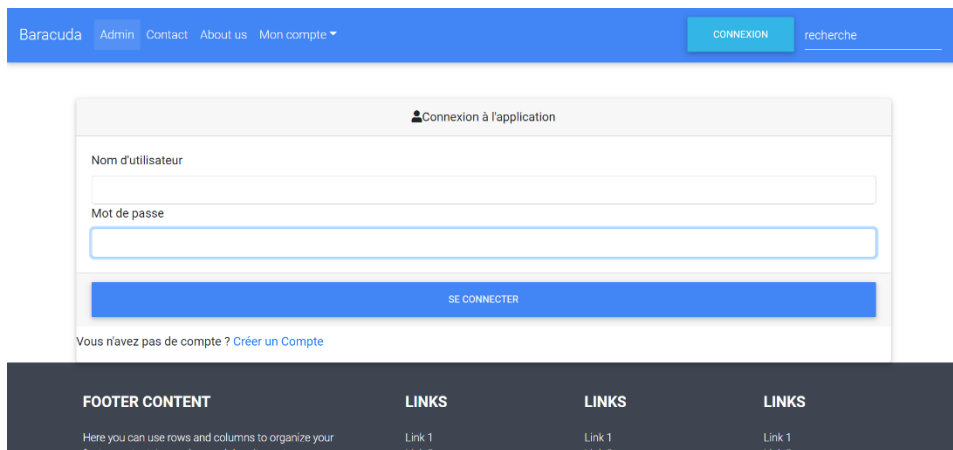 Baracuda Admin Contact About us Mon compte CONNEXION recherche
Connexion à l'application
Nom d'utilisateur
Mot de passe
SE CONNECTER
Vous n'avez pas de compte ? Créer un Compte
FOOTER CONTENT LINKS LINKS LINKS
Here you can use rows and columns to organize your Link 1 Link 1 Link 1